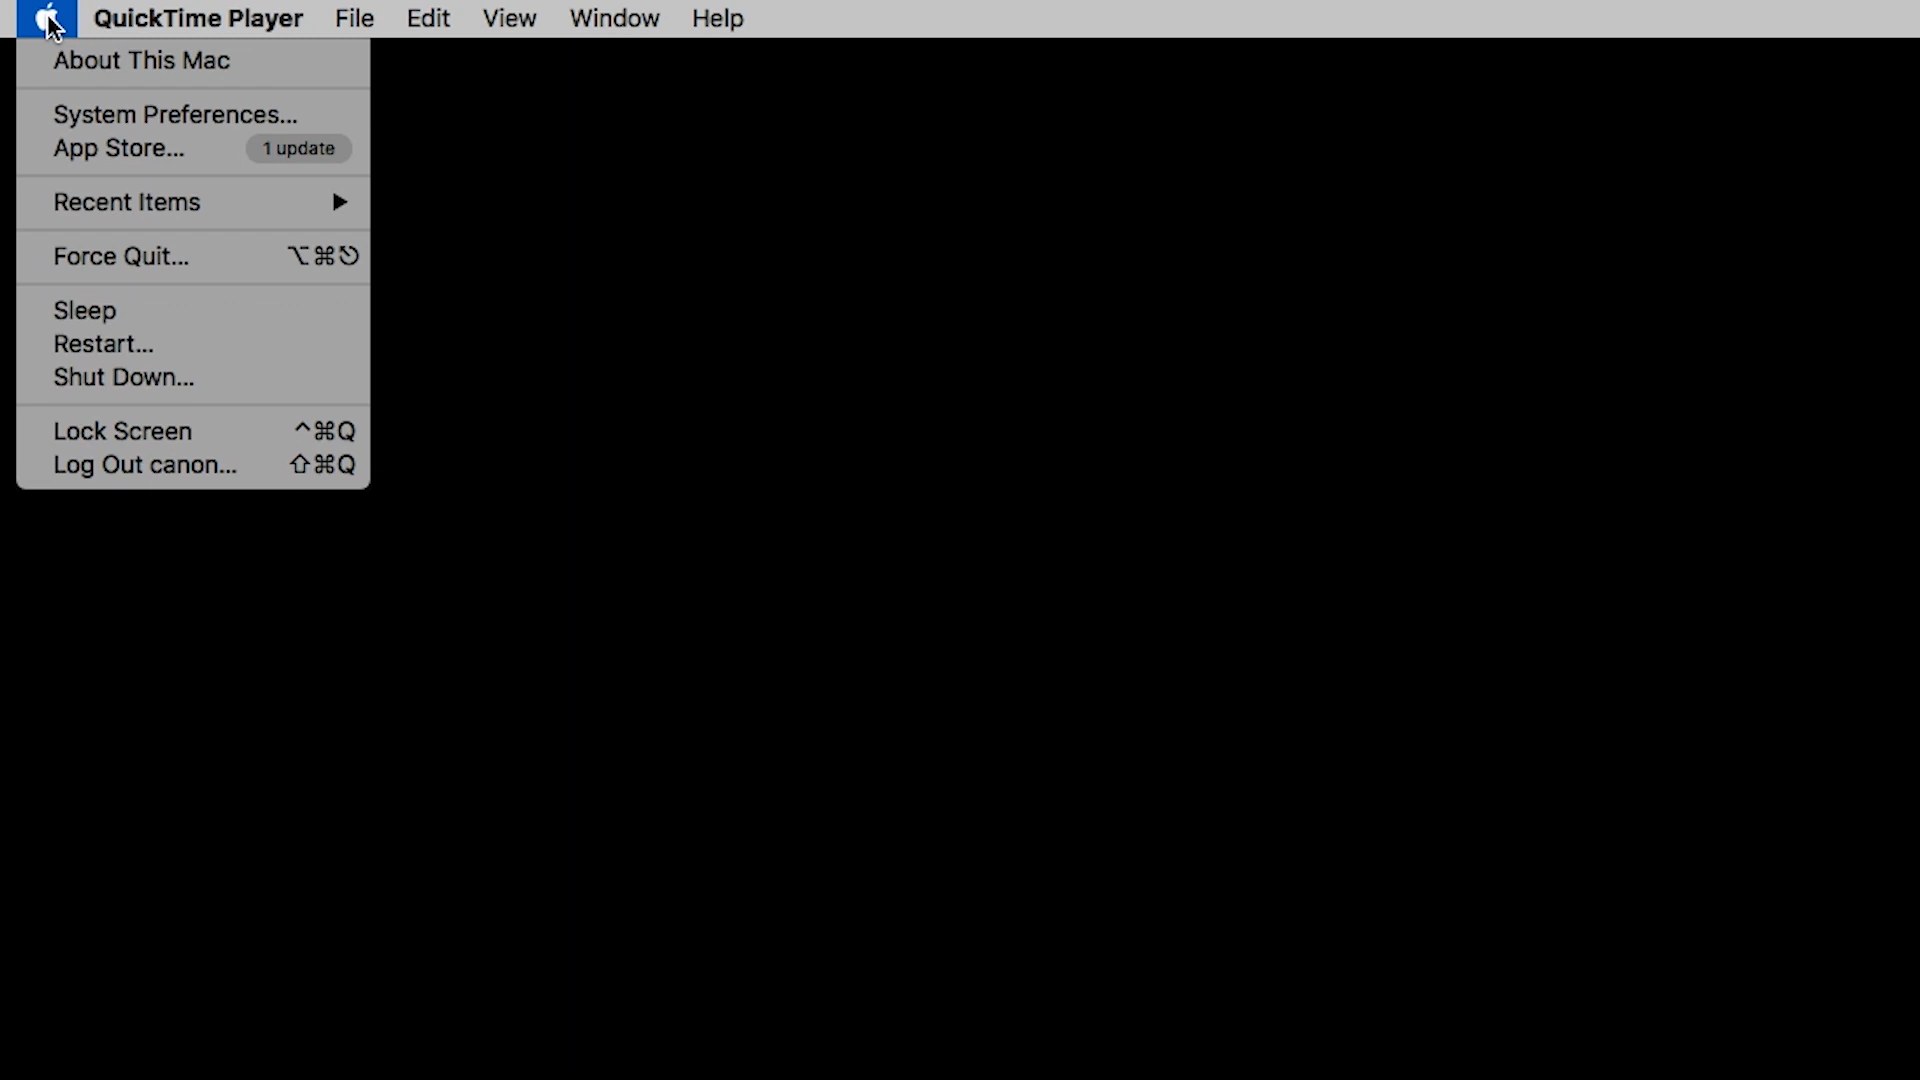 QuickTime Player File Edit View Window Help
About This Mac
System Preferences...
App Store... 1 update
Recent Items ▶
Force Quit... ⌥⌘⎋
Sleep
Restart...
Shut Down...
Lock Screen ^⌘Q
Log Out canon... ⇧⌘Q